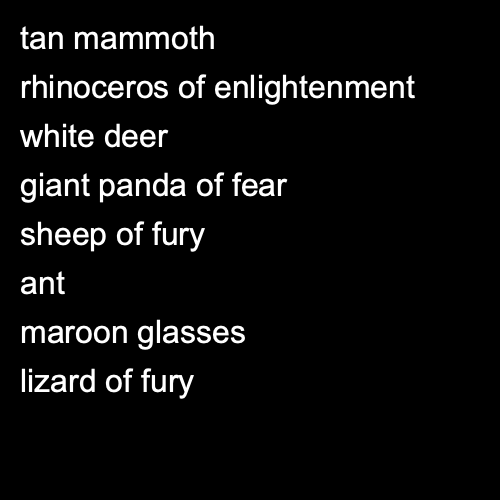 tan mammoth
rhinoceros of enlightenment
white deer
giant panda of fear
sheep of fury
ant
maroon glasses
lizard of fury